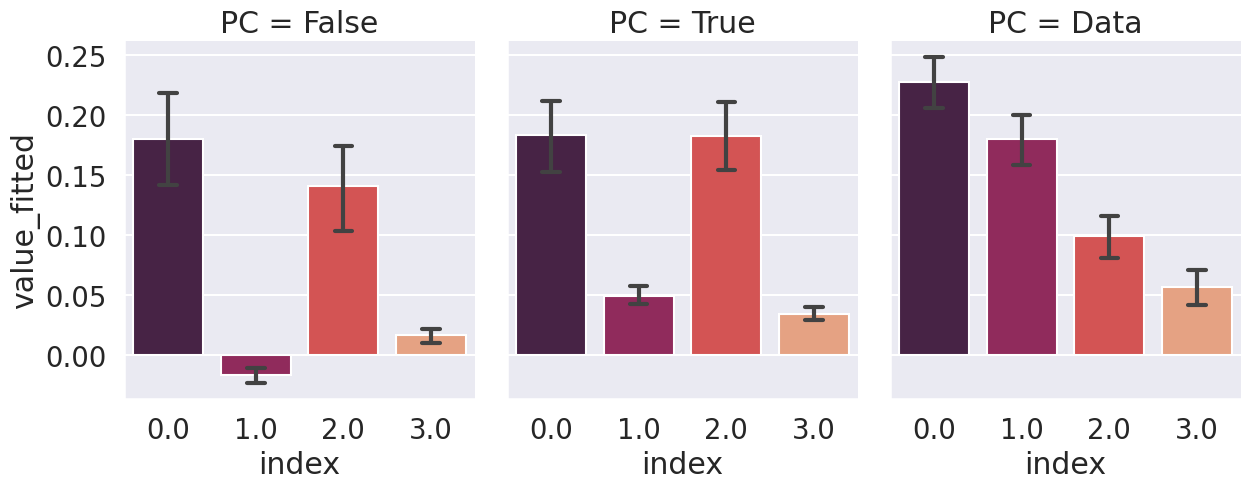 PC = False
PC = True
PC = Data
value_fitted
0.25
0.20
0.15
0.10
0.05
0.00
0.0 1.0 2.0 3.0
0.0 1.0 2.0 3.0
0.0 1.0 2.0 3.0
index
index
index